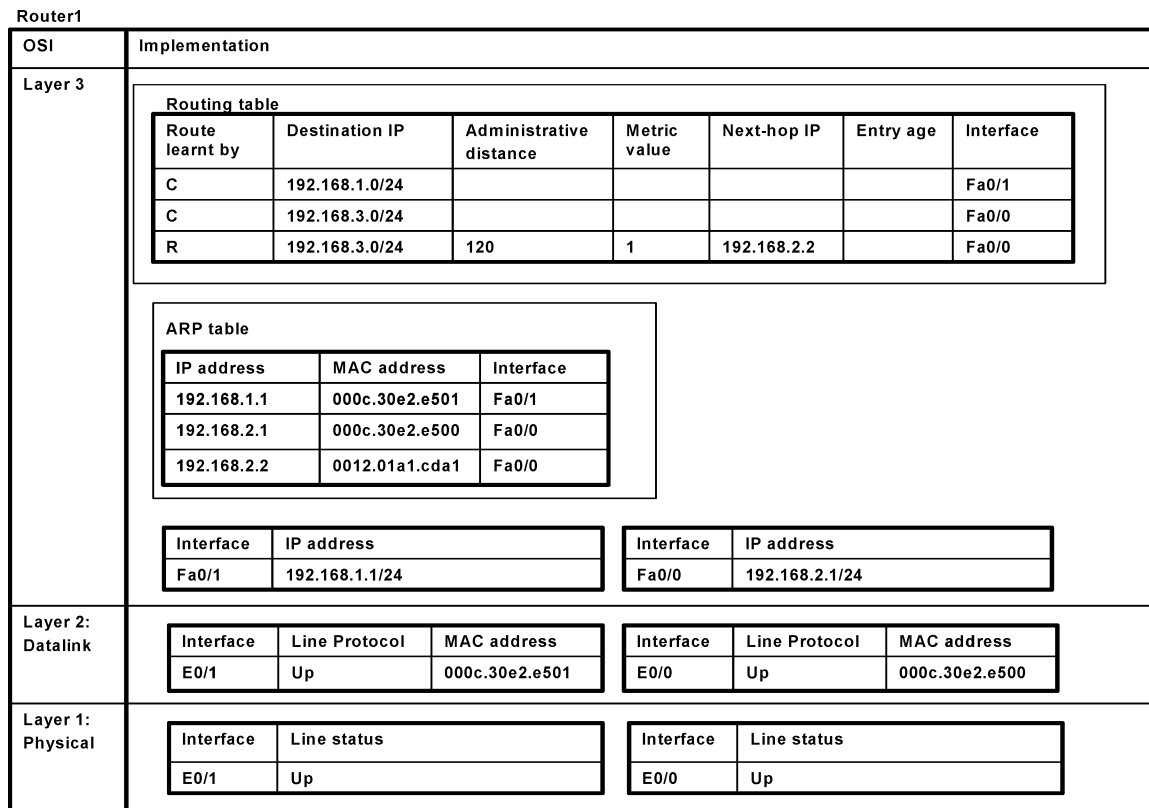 Router1
OSI Implementation
Layer 3
Routing table
Route learnt by Destination IP Administrative distance Metric value Next-hop IP Entry age Interface
C 192.168.1.0/24 Fa0/1
C 192.168.3.0/24 Fa0/0
R 192.168.3.0/24 120 1 192.168.2.2 Fa0/0
ARP table
IP address MAC address Interface
192.168.1.1 000c.30e2.e501 Fa0/1
192.168.2.1 000c.30e2.e500 Fa0/0
192.168.2.2 0012.01a1.cda1 Fa0/0
Interface IP address Interface IP address
Fa0/1 192.168.1.1/24 Fa0/0 192.168.2.1/24
Layer 2:
Datalink
Interface Line Protocol MAC address Interface Line Protocol MAC address
E0/1 Up 000c.30e2.e501 E0/0 Up 000c.30e2.e500
Layer 1:
Physical
Interface Line status Interface Line status
E0/1 Up E0/0 Up